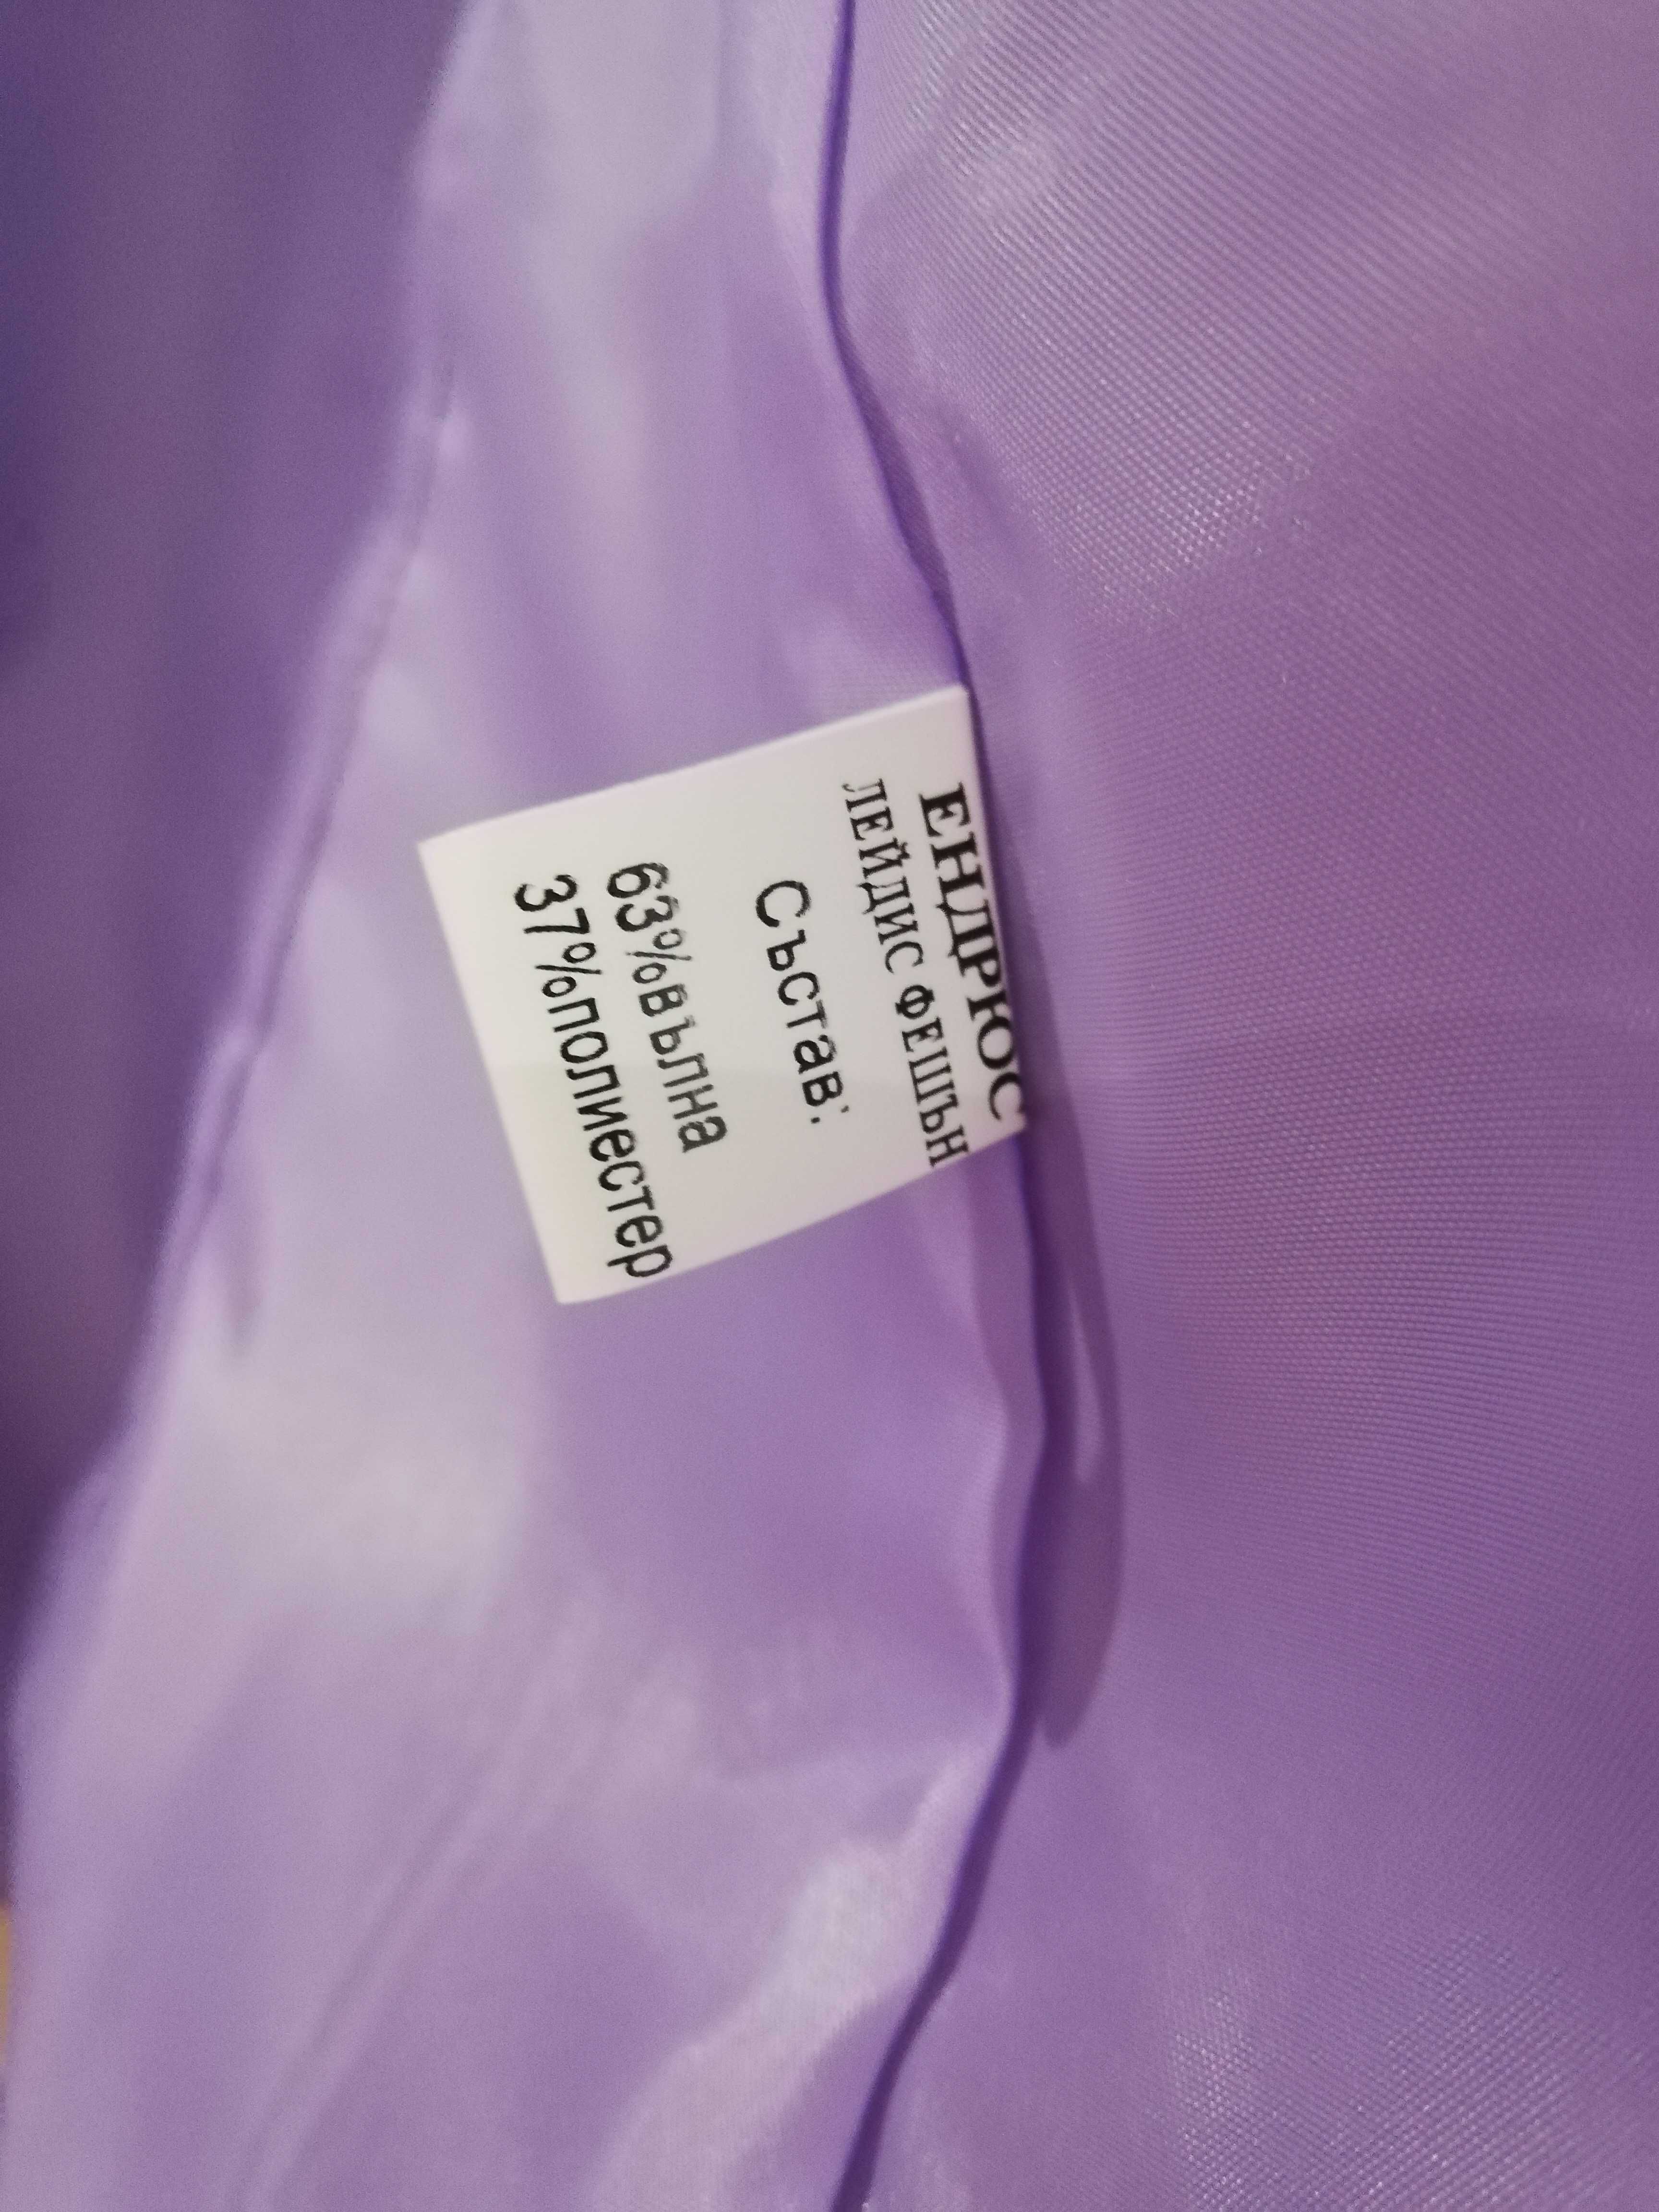 ЕНДРЮС
ЛЕЙДИС ФЕШЪН
Състав:
63%вълна
37%полиестер